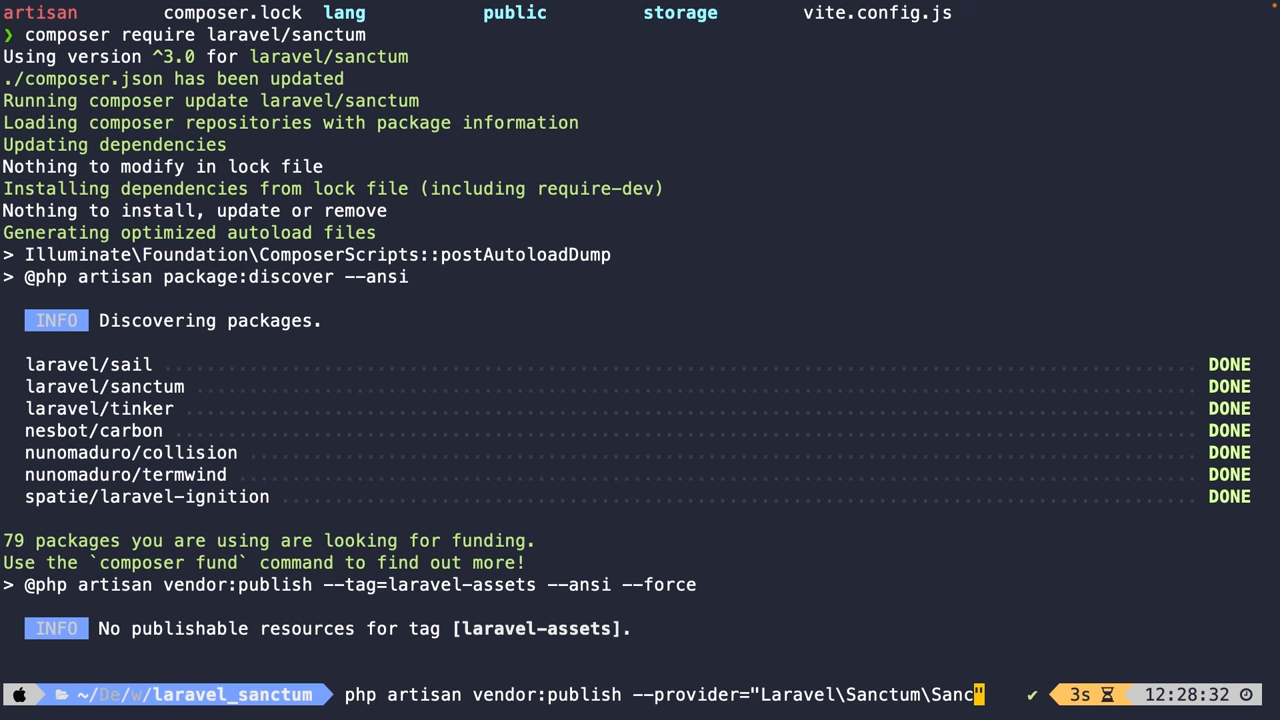 artisan composer.lock lang public storage vite.config.js
❯ composer require laravel/sanctum
Using version ^3.0 for laravel/sanctum
./composer.json has been updated
Running composer update laravel/sanctum
Loading composer repositories with package information
Updating dependencies
Nothing to modify in lock file
Installing dependencies from lock file (including require-dev)
Nothing to install, update or remove
Generating optimized autoload files
> Illuminate\Foundation\ComposerScripts::postAutoloadDump
> @php artisan package:discover --ansi
INFO Discovering packages.
laravel/sail DONE
laravel/sanctum DONE
laravel/tinker DONE
nesbot/carbon DONE
nunomaduro/collision DONE
nunomaduro/termwind DONE
spatie/laravel-ignition DONE
79 packages you are using are looking for funding.
Use the `composer fund` command to find out more!
> @php artisan vendor:publish --tag=laravel-assets --ansi --force
INFO No publishable resources for tag [laravel-assets].
~/De/w/laravel_sanctum php artisan vendor:publish --provider="Laravel\Sanctum\Sanc" ✔ 3s 12:28:32